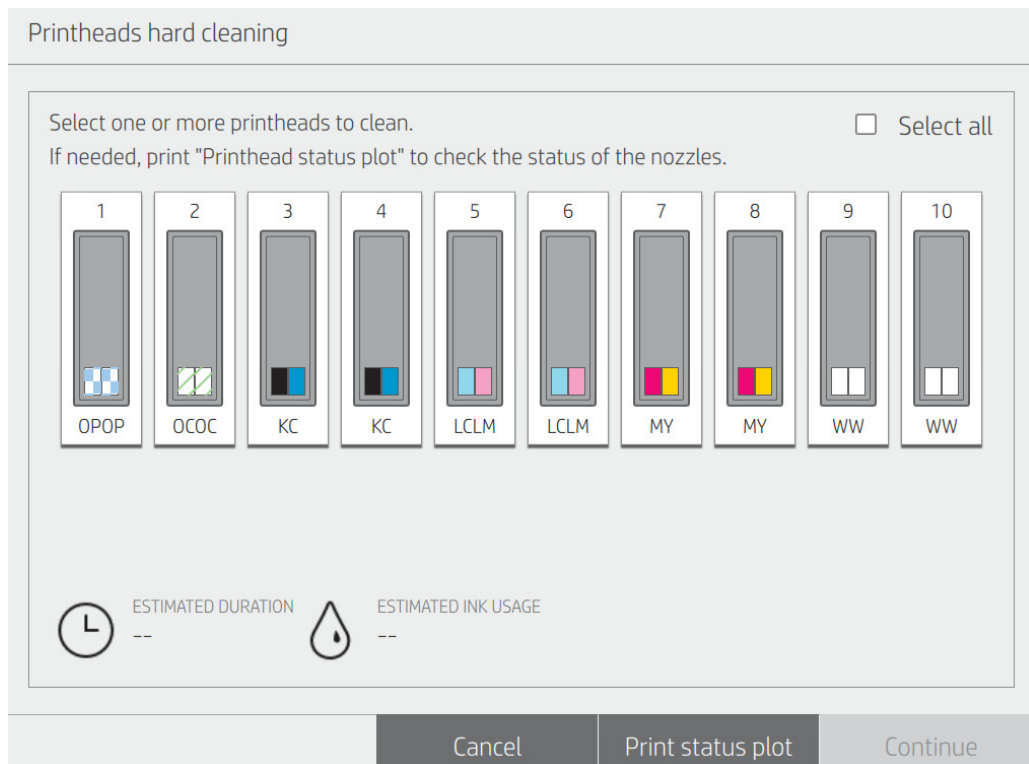 Printheads hard cleaning
Select one or more printheads to clean.
Select all
If needed, print "Printhead status plot" to check the status of the nozzles.
1 2 3 4 5 6 7 8 9 10
OPOP OCOC KC KC LCLM LCLM MY MY WW WW
ESTIMATED DURATION ESTIMATED INK USAGE
-- --
Cancel Print status plot Continue